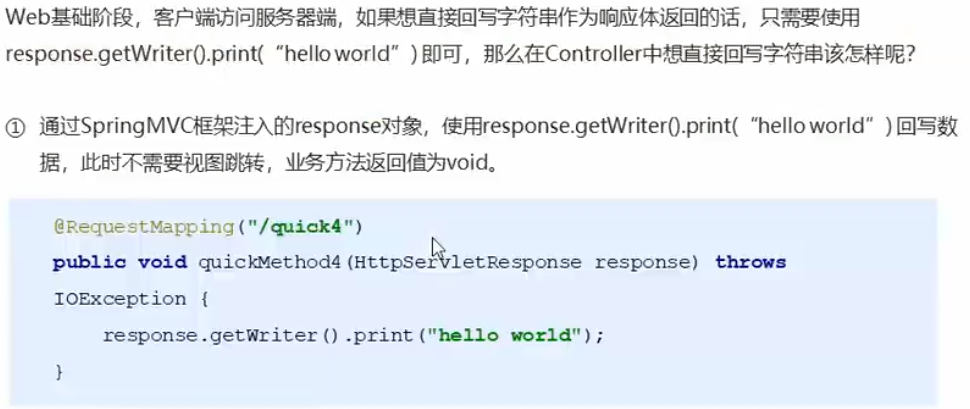 Web基础阶段，客户端访问服务器端，如果想直接回写字符串作为响应体返回的话，只需要使用
response.getWriter().print(“hello world”) 即可，那么在Controller中想直接回写字符串该怎样呢？
① 通过SpringMVC框架注入的response对象，使用response.getWriter().print(“hello world”) 回写数
据，此时不需要视图跳转，业务方法返回值为void。
@RequestMapping("/quick4")
public void quickMethod4(HttpServletResponse response) throws
IOException {
response.getWriter().print("hello world");
}